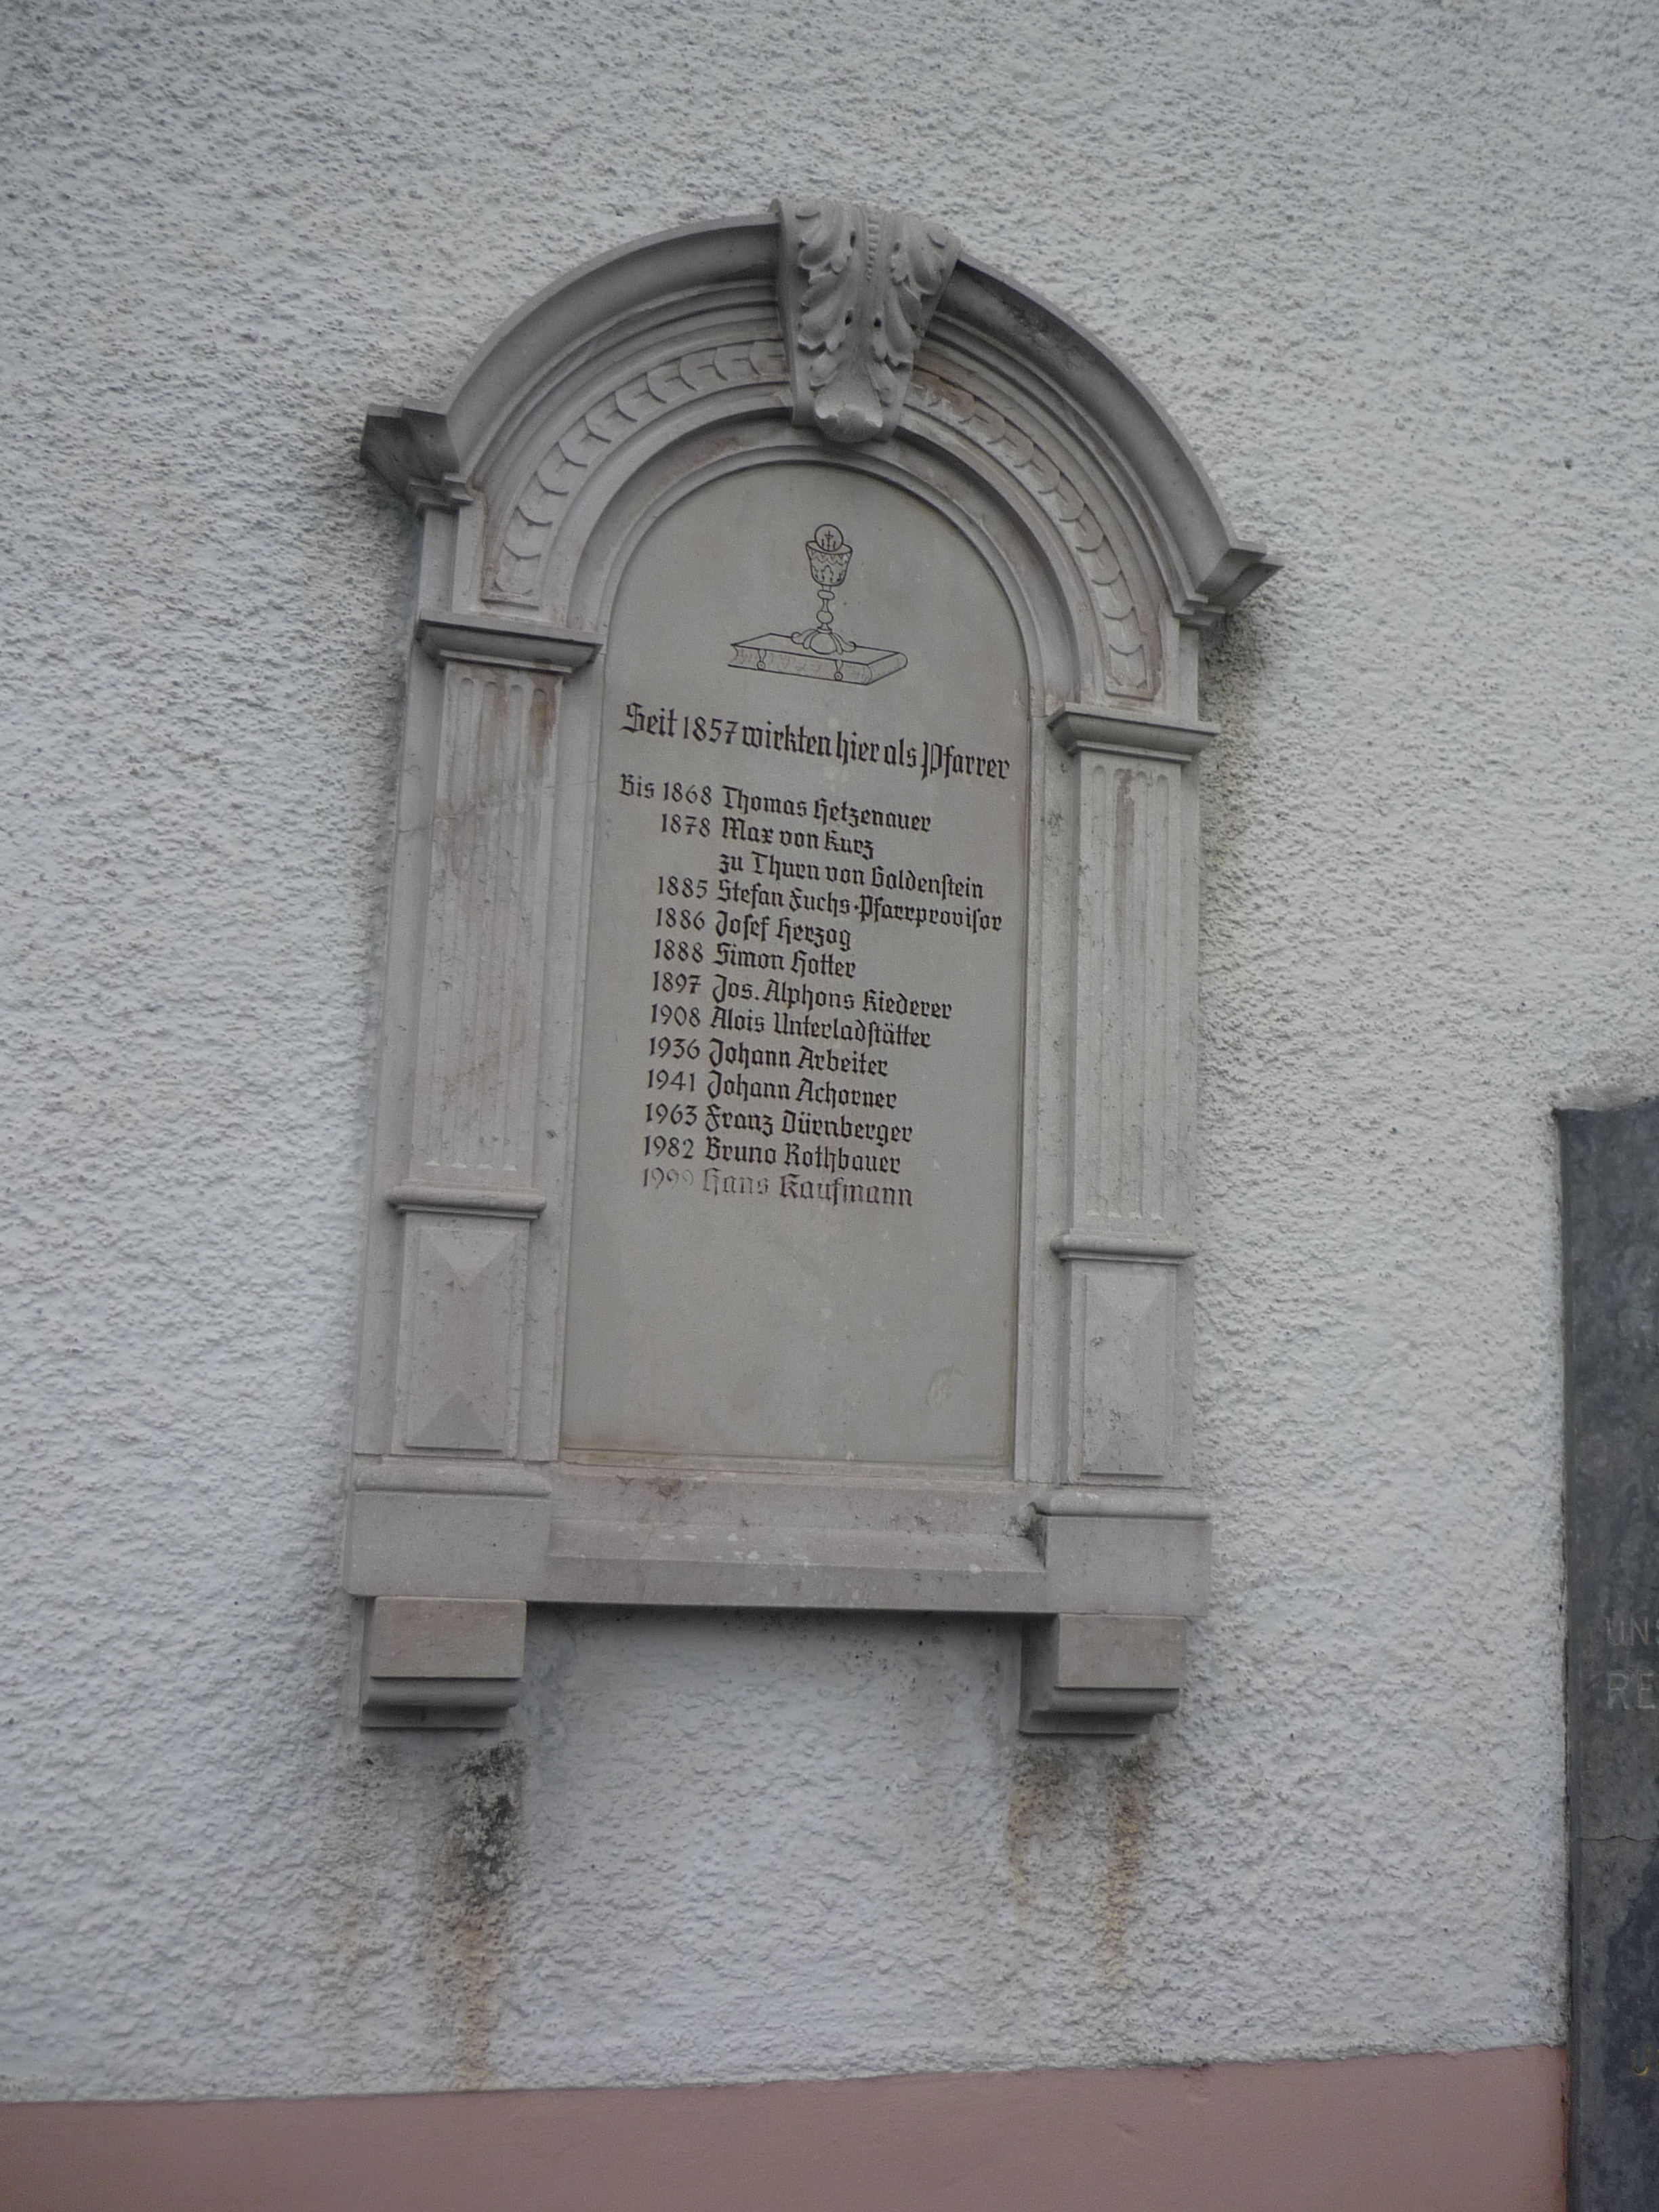 Seit 1857 wirkten hier als Pfarrer
Bis 1868 Thomas Hetzenauer
1878 Max von Kurz
zu Thurn von Goldenstein
1885 Stefan Fuchs·Pfarrprovisor
1886 Josef Herzog
1888 Simon Hotter
1897 Jos. Alphons Kiederer
1908 Alois Unterladstätter
1936 Johann Arbeiter
1941 Johann Achorner
1963 Franz Dürnberger
1982 Bruno Rothbauer
1999 Hans Kaufmann